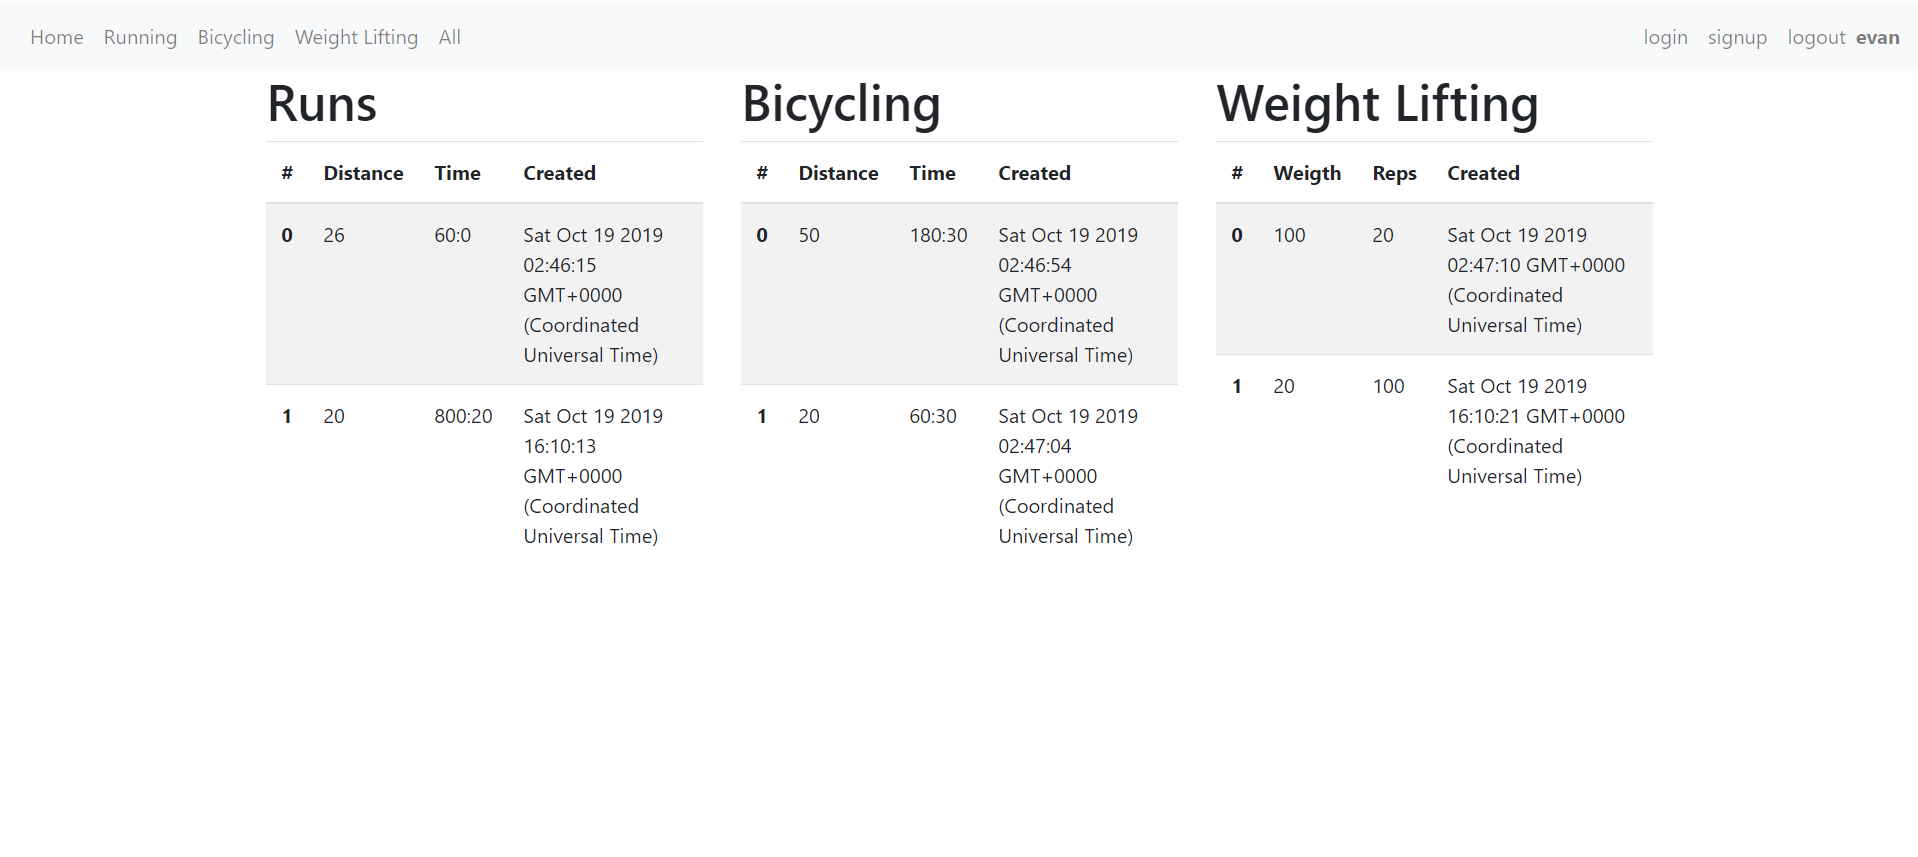 Home Running Bicycling Weight Lifting All login signup logout evan
Runs
# Distance Time Created
0 26 60:0 Sat Oct 19 2019
02:46:15
GMT+0000
(Coordinated
Universal Time)
1 20 800:20 Sat Oct 19 2019
16:10:13
GMT+0000
(Coordinated
Universal Time)
Bicycling
# Distance Time Created
0 50 180:30 Sat Oct 19 2019
02:46:54
GMT+0000
(Coordinated
Universal Time)
1 20 60:30 Sat Oct 19 2019
02:47:04
GMT+0000
(Coordinated
Universal Time)
Weight Lifting
# Weigth Reps Created
0 100 20 Sat Oct 19 2019
02:47:10 GMT+0000
(Coordinated
Universal Time)
1 20 100 Sat Oct 19 2019
16:10:21 GMT+0000
(Coordinated
Universal Time)